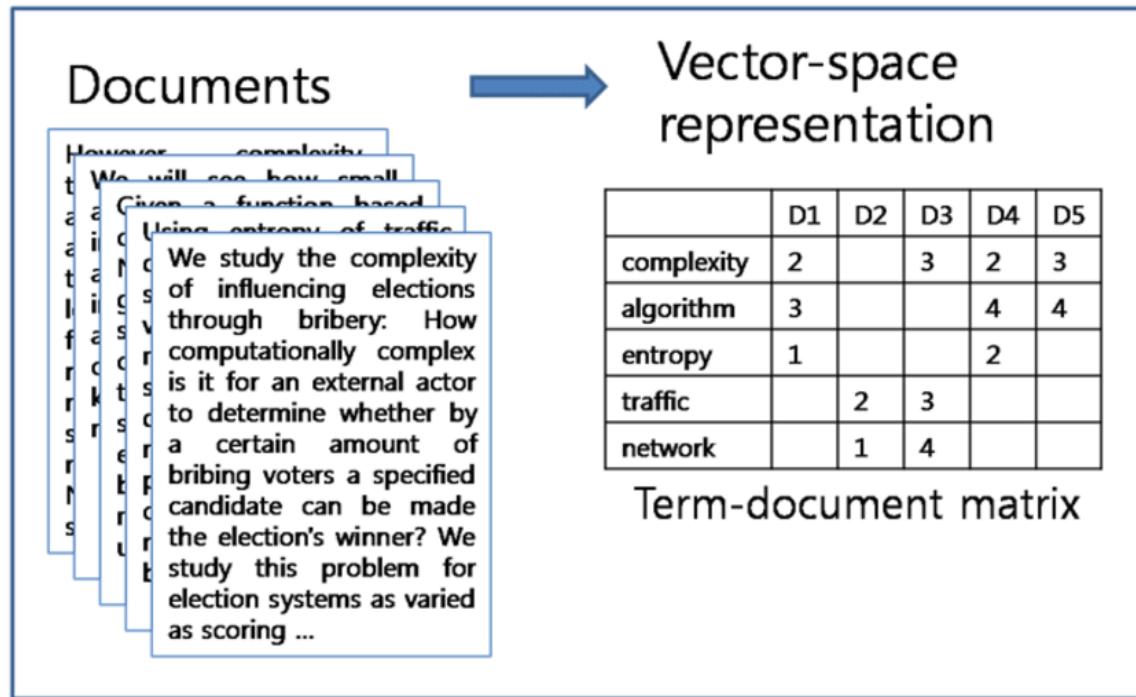 Documents
Vector-space
representation
However complexity
We will see how small
Given a function based
Using entropy of traffic
We study the complexity
of influencing elections
through bribery: How
computationally complex
is it for an external actor
to determine whether by
a certain amount of
bribing voters a specified
candidate can be made
the election's winner? We
study this problem for
election systems as varied
as scoring ...
D1 D2 D3 D4 D5
complexity 2 3 2 3
algorithm 3 4 4
entropy 1 2
traffic 2 3
network 1 4
Term-document matrix